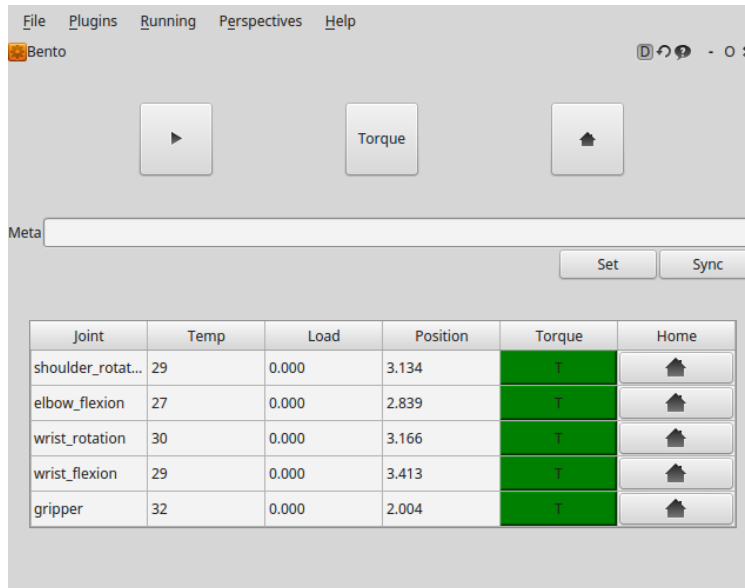 File Plugins Running Perspectives Help
Bento D - O
Torque
Meta
Set Sync
Joint Temp Load Position Torque Home
shoulder_rotat... 29 0.000 3.134 T
elbow_flexion 27 0.000 2.839 T
wrist_rotation 30 0.000 3.166 T
wrist_flexion 29 0.000 3.413 T
gripper 32 0.000 2.004 T